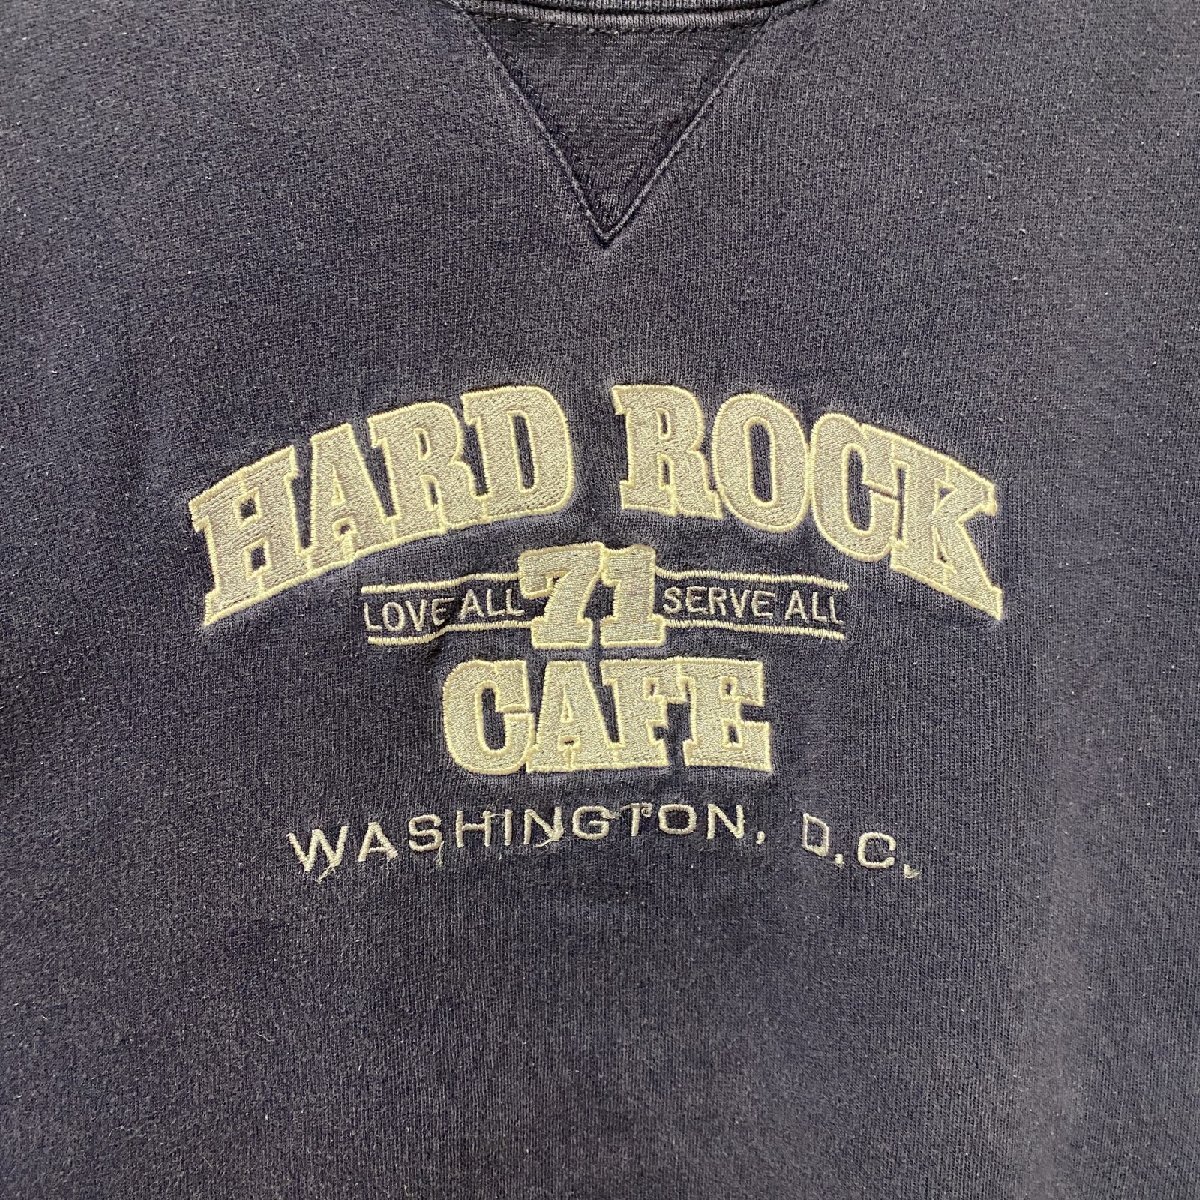 HARD ROCK
LOVE ALL 71 SERVE ALL
CAFE
WASHINGTON, D.C.